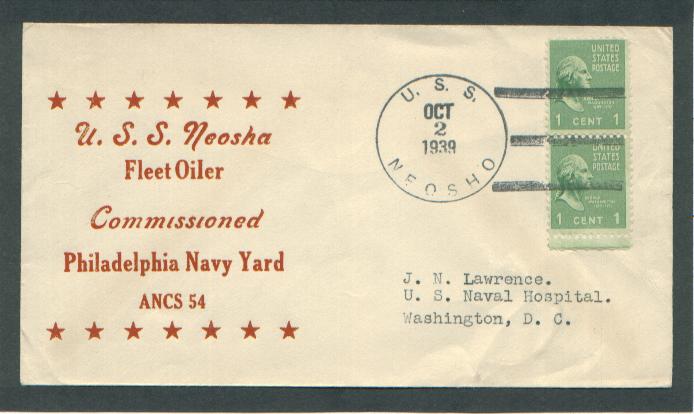 U. S. S. Neosha
Fleet Oiler
Commissioned
Philadelphia Navy Yard
ANCS 54
U. S. S.
OCT
2
1939
NEOSHO
UNITED
STATES
POSTAGE
1 CENT 1
UNITED
STATES
POSTAGE
1 CENT 1
J. N. Lawrence.
U. S. Naval Hospital.
Washington, D. C.